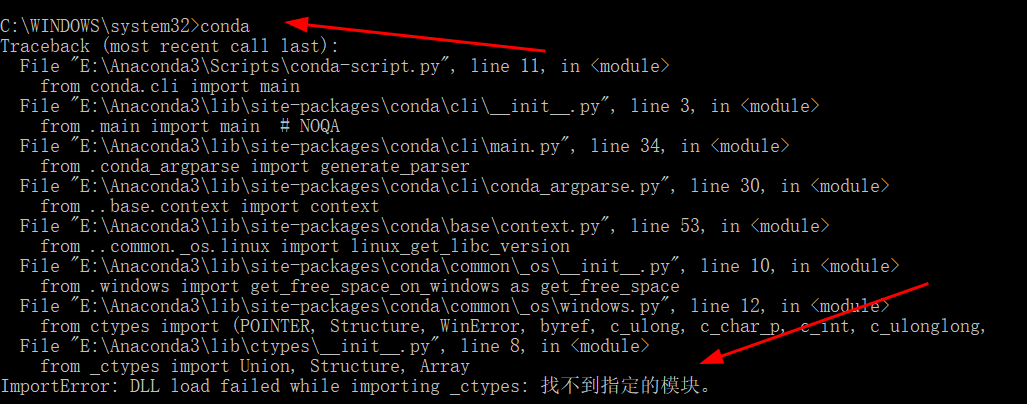 C:\WINDOWS\system32>conda
Traceback (most recent call last):
  File "E:\Anaconda3\Scripts\conda-script.py", line 11, in <module>
    from conda.cli import main
  File "E:\Anaconda3\lib\site-packages\conda\cli\__init__.py", line 3, in <module>
    from .main import main  # NOQA
  File "E:\Anaconda3\lib\site-packages\conda\cli\main.py", line 34, in <module>
    from .conda_argparse import generate_parser
  File "E:\Anaconda3\lib\site-packages\conda\cli\conda_argparse.py", line 30, in <module>
    from ..base.context import context
  File "E:\Anaconda3\lib\site-packages\conda\base\context.py", line 53, in <module>
    from ..common._os.linux import linux_get_libc_version
  File "E:\Anaconda3\lib\site-packages\conda\common\_os\__init__.py", line 10, in <module>
    from .windows import get_free_space_on_windows as get_free_space
  File "E:\Anaconda3\lib\site-packages\conda\common\_os\windows.py", line 12, in <module>
    from ctypes import (POINTER, Structure, WinError, byref, c_ulong, c_char_p, c_int, c_ulonglong,
  File "E:\Anaconda3\lib\ctypes\__init__.py", line 8, in <module>
    from _ctypes import Union, Structure, Array
ImportError: DLL load failed while importing _ctypes: 找不到指定的模块。